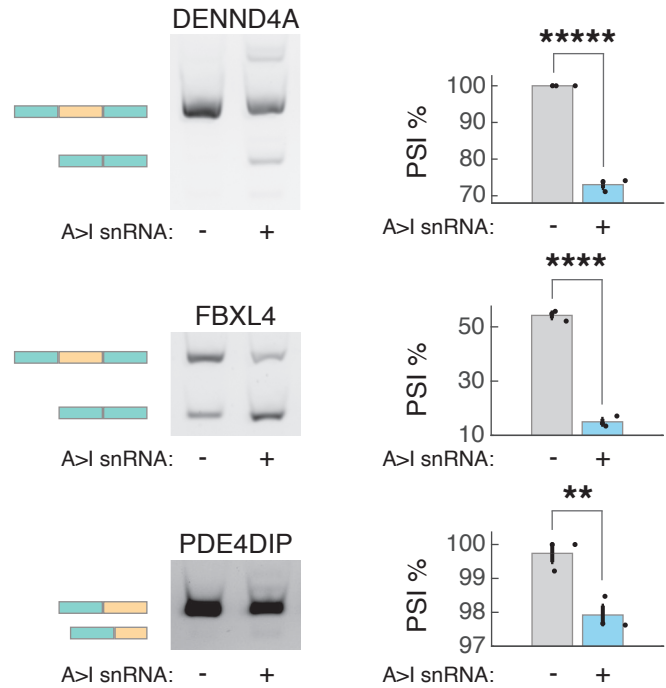 DENND4A
A>I snRNA: - +
*****
PSI %
100
90
80
70
A>I snRNA: - +
FBXL4
A>I snRNA: - +
****
PSI %
50
30
10
A>I snRNA: - +
PDE4DIP
A>I snRNA: - +
**
PSI %
100
99
98
97
A>I snRNA: - +